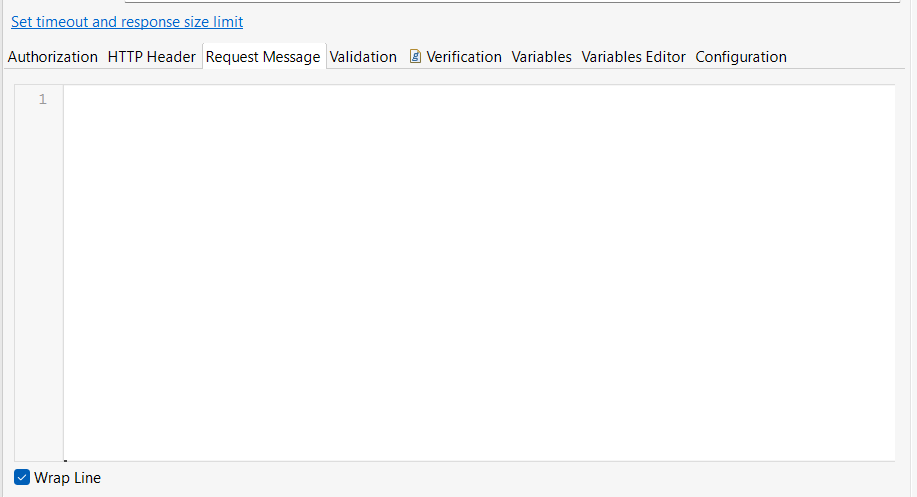 Set timeout and response size limit
Authorization HTTP Header Request Message Validation Verification Variables Variables Editor Configuration
1
Wrap Line